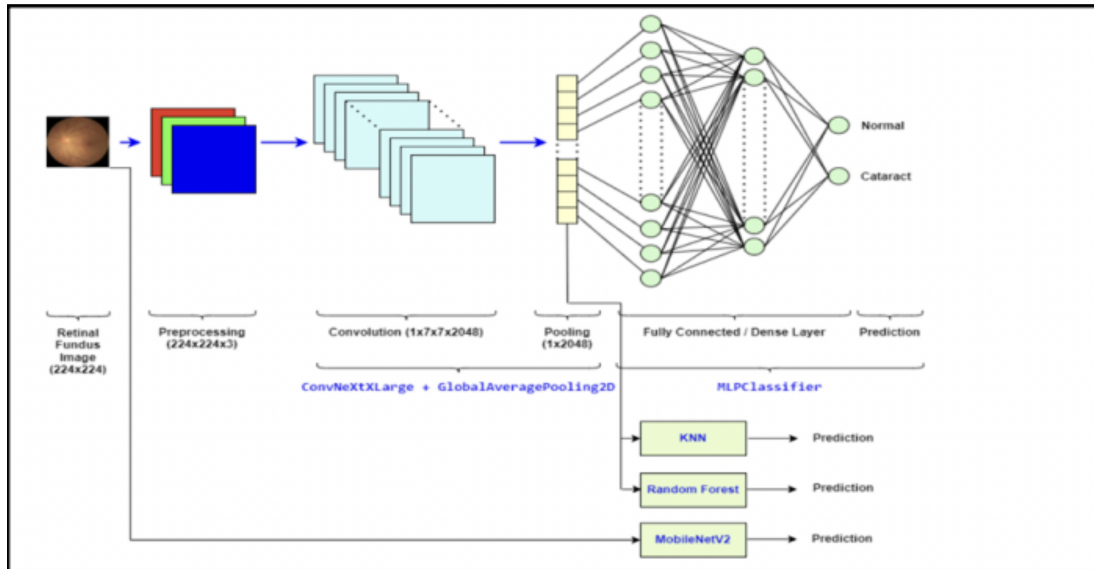 Normal
Cataract
Retinal
Fundus
Image
(224x224)
Preprocessing
(224x224x3)
Convolution (1x7x7x2048)
Pooling
(1x2048)
Fully Connected / Dense Layer
Prediction
ConvNeXtXLarge + GlobalAveragePooling2D
MLPClassifier
KNN
Prediction
Random Forest
Prediction
MobileNetV2
Prediction